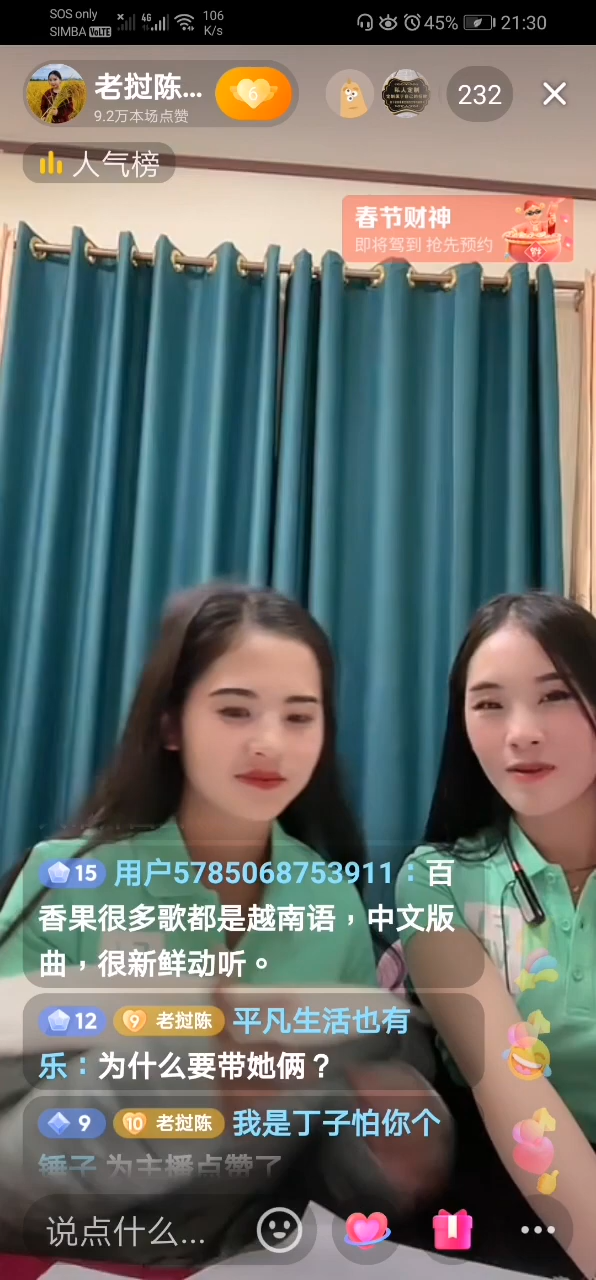 SOS only
SIMBA VoLTE
4G
106
K/s
45%
21:30
老挝陈...
9.2万本场点赞
6
私人定制
232
人气榜
春节财神
即将驾到 抢先预约
15 用户5785068753911：百
香果很多歌都是越南语，中文版
曲，很新鲜动听。
12 9 老挝陈 平凡生活也有
乐：为什么要带她俩？
9 10 老挝陈 我是丁子怕你个
锤子 为主播点赞了
说点什么...